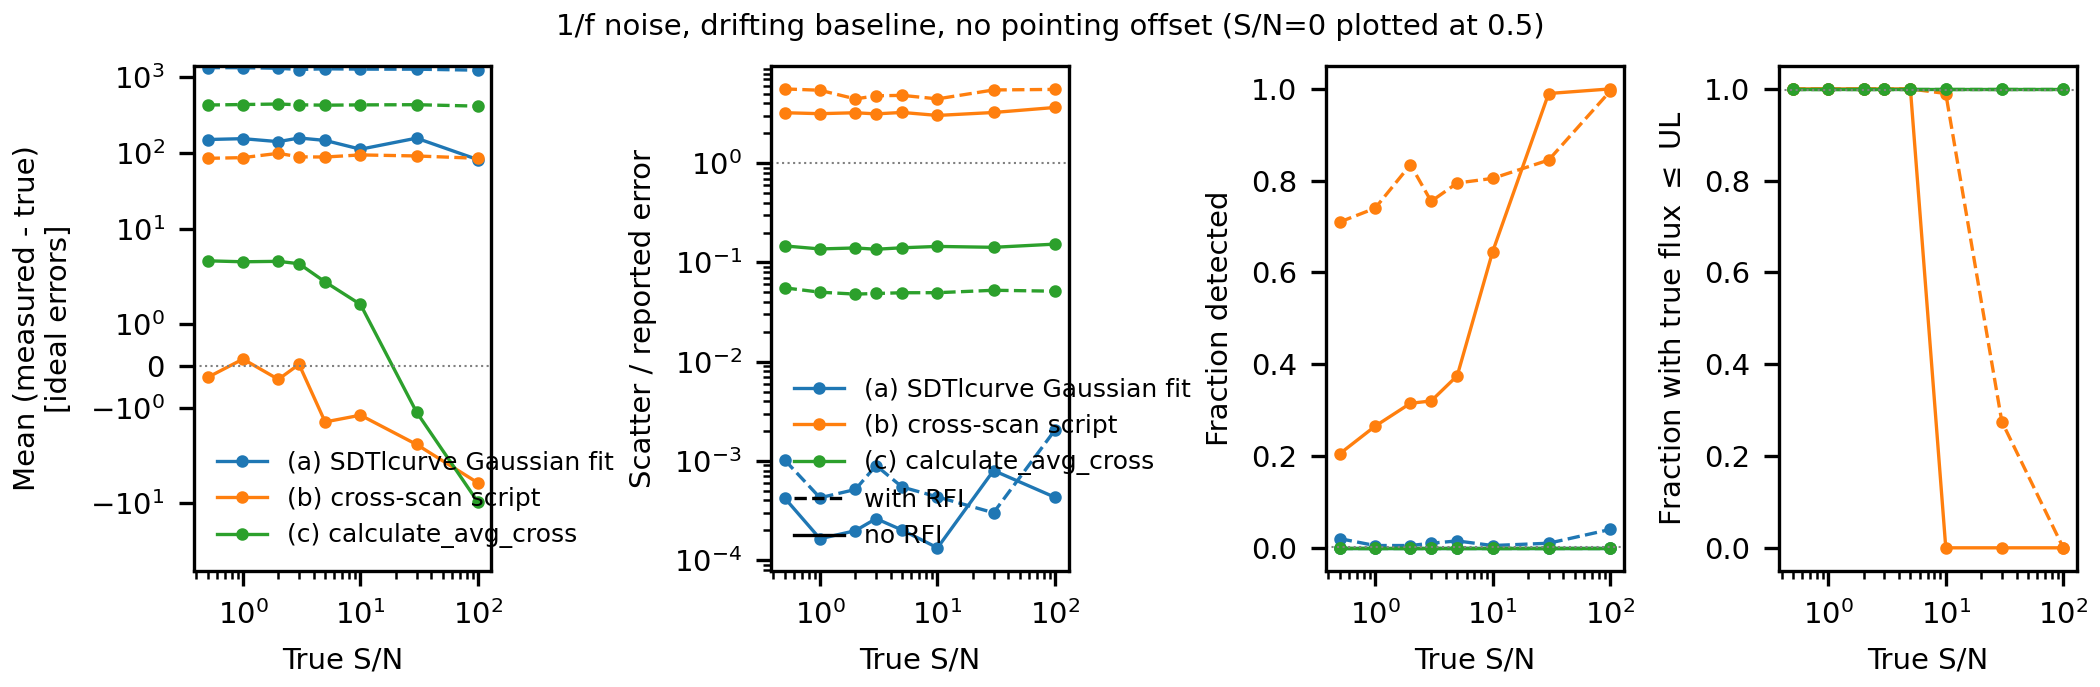 1/f noise, drifting baseline, no pointing offset (S/N=0 plotted at 0.5)
Mean (measured - true)
[ideal errors]
10³
10²
10¹
10⁰
0
−10⁰
−10¹
(a) SDTlcurve Gaussian fit
(b) cross-scan script
(c) calculate_avg_cross
10⁰ 10¹ 10²
True S/N
Scatter / reported error
10⁰
10⁻¹
10⁻²
10⁻³
10⁻⁴
(a) SDTlcurve Gaussian fit
(b) cross-scan script
(c) calculate_avg_cross
with RFI
no RFI
10⁰ 10¹ 10²
True S/N
Fraction detected
1.0
0.8
0.6
0.4
0.2
0.0
10⁰ 10¹ 10²
True S/N
Fraction with true flux ≤ UL
1.0
0.8
0.6
0.4
0.2
0.0
10⁰ 10¹ 10²
True S/N